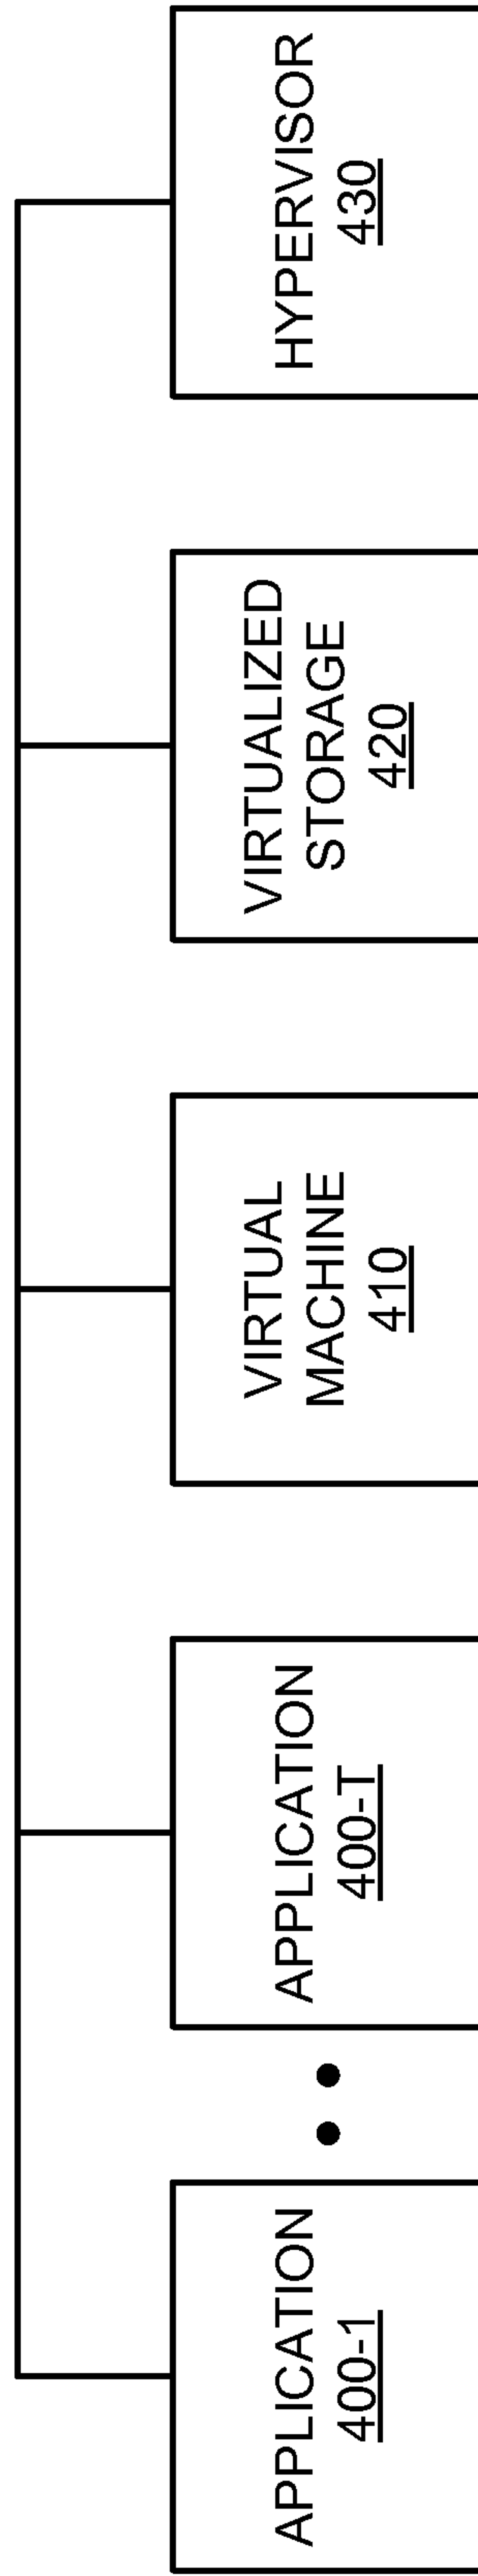 APPLICATION
400-1
APPLICATION
400-T
VIRTUAL
MACHINE
410
VIRTUALIZED
STORAGE
420
HYPERVISOR
430